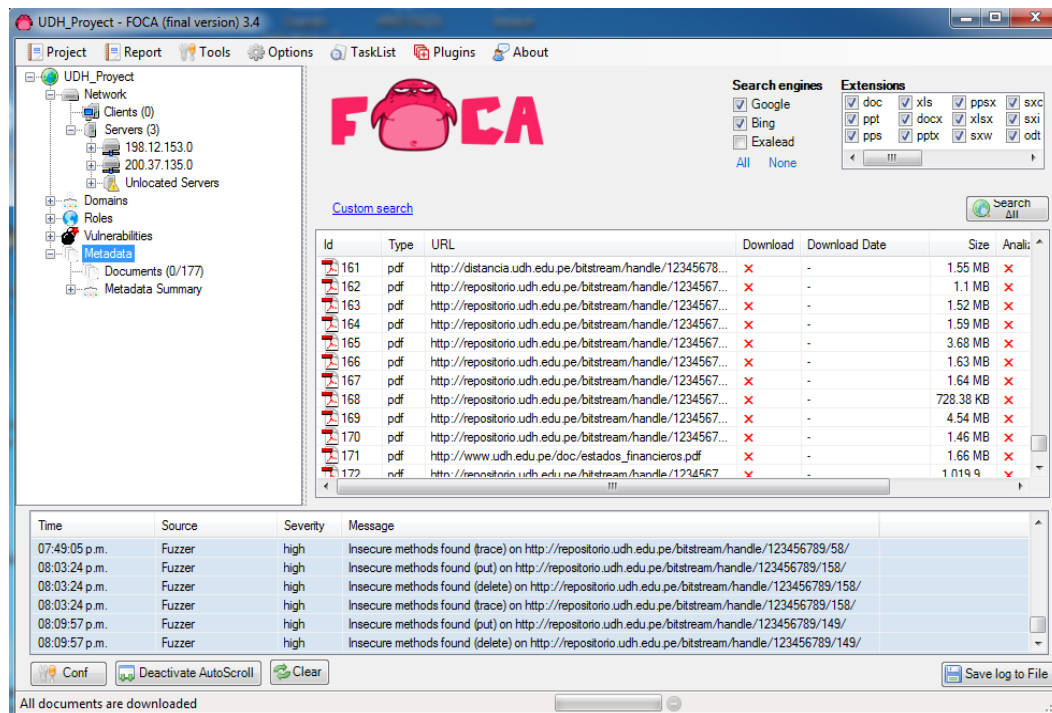 UDH_Proyect - FOCA (final version) 3.4
Project Report Tools Options TaskList Plugins About
UDH_Proyect
Network
Clients (0)
Servers (3)
198.12.153.0
200.37.135.0
Unlocated Servers
Domains
Roles
Vulnerabilities
Metadata
Documents (0/177)
Metadata Summary
FOCA
Search engines
Google
Bing
Exalead
All None
Extensions
doc xls ppsx sxc
ppt docx xlsx sxi
pps pptx sxw odt
Custom search
Search All
Id Type URL Download Download Date Size Analiz
161 pdf http://distancia.udh.edu.pe/bitstream/handle/12345678... × - 1.55 MB ×
162 pdf http://repositorio.udh.edu.pe/bitstream/handle/1234567... × - 1.1 MB ×
163 pdf http://repositorio.udh.edu.pe/bitstream/handle/1234567... × - 1.52 MB ×
164 pdf http://repositorio.udh.edu.pe/bitstream/handle/1234567... × - 1.59 MB ×
165 pdf http://repositorio.udh.edu.pe/bitstream/handle/1234567... × - 3.68 MB ×
166 pdf http://repositorio.udh.edu.pe/bitstream/handle/1234567... × - 1.63 MB ×
167 pdf http://repositorio.udh.edu.pe/bitstream/handle/1234567... × - 1.64 MB ×
168 pdf http://repositorio.udh.edu.pe/bitstream/handle/1234567... × - 728.38 KB ×
169 pdf http://repositorio.udh.edu.pe/bitstream/handle/1234567... × - 4.54 MB ×
170 pdf http://repositorio.udh.edu.pe/bitstream/handle/1234567... × - 1.46 MB ×
171 pdf http://www.udh.edu.pe/doc/estados_financieros.pdf × - 1.66 MB ×
172 pdf http://repositorio.udh.edu.pe/bitstream/handle/1234567 × - 1,019.9 ×
Time Source Severity Message
07:49:05 p.m. Fuzzer high Insecure methods found (trace) on http://repositorio.udh.edu.pe/bitstream/handle/123456789/58/
08:03:24 p.m. Fuzzer high Insecure methods found (put) on http://repositorio.udh.edu.pe/bitstream/handle/123456789/158/
08:03:24 p.m. Fuzzer high Insecure methods found (delete) on http://repositorio.udh.edu.pe/bitstream/handle/123456789/158/
08:03:24 p.m. Fuzzer high Insecure methods found (trace) on http://repositorio.udh.edu.pe/bitstream/handle/123456789/158/
08:09:57 p.m. Fuzzer high Insecure methods found (put) on http://repositorio.udh.edu.pe/bitstream/handle/123456789/149/
08:09:57 p.m. Fuzzer high Insecure methods found (delete) on http://repositorio.udh.edu.pe/bitstream/handle/123456789/149/
Conf Deactivate AutoScroll Clear Save log to File
All documents are downloaded